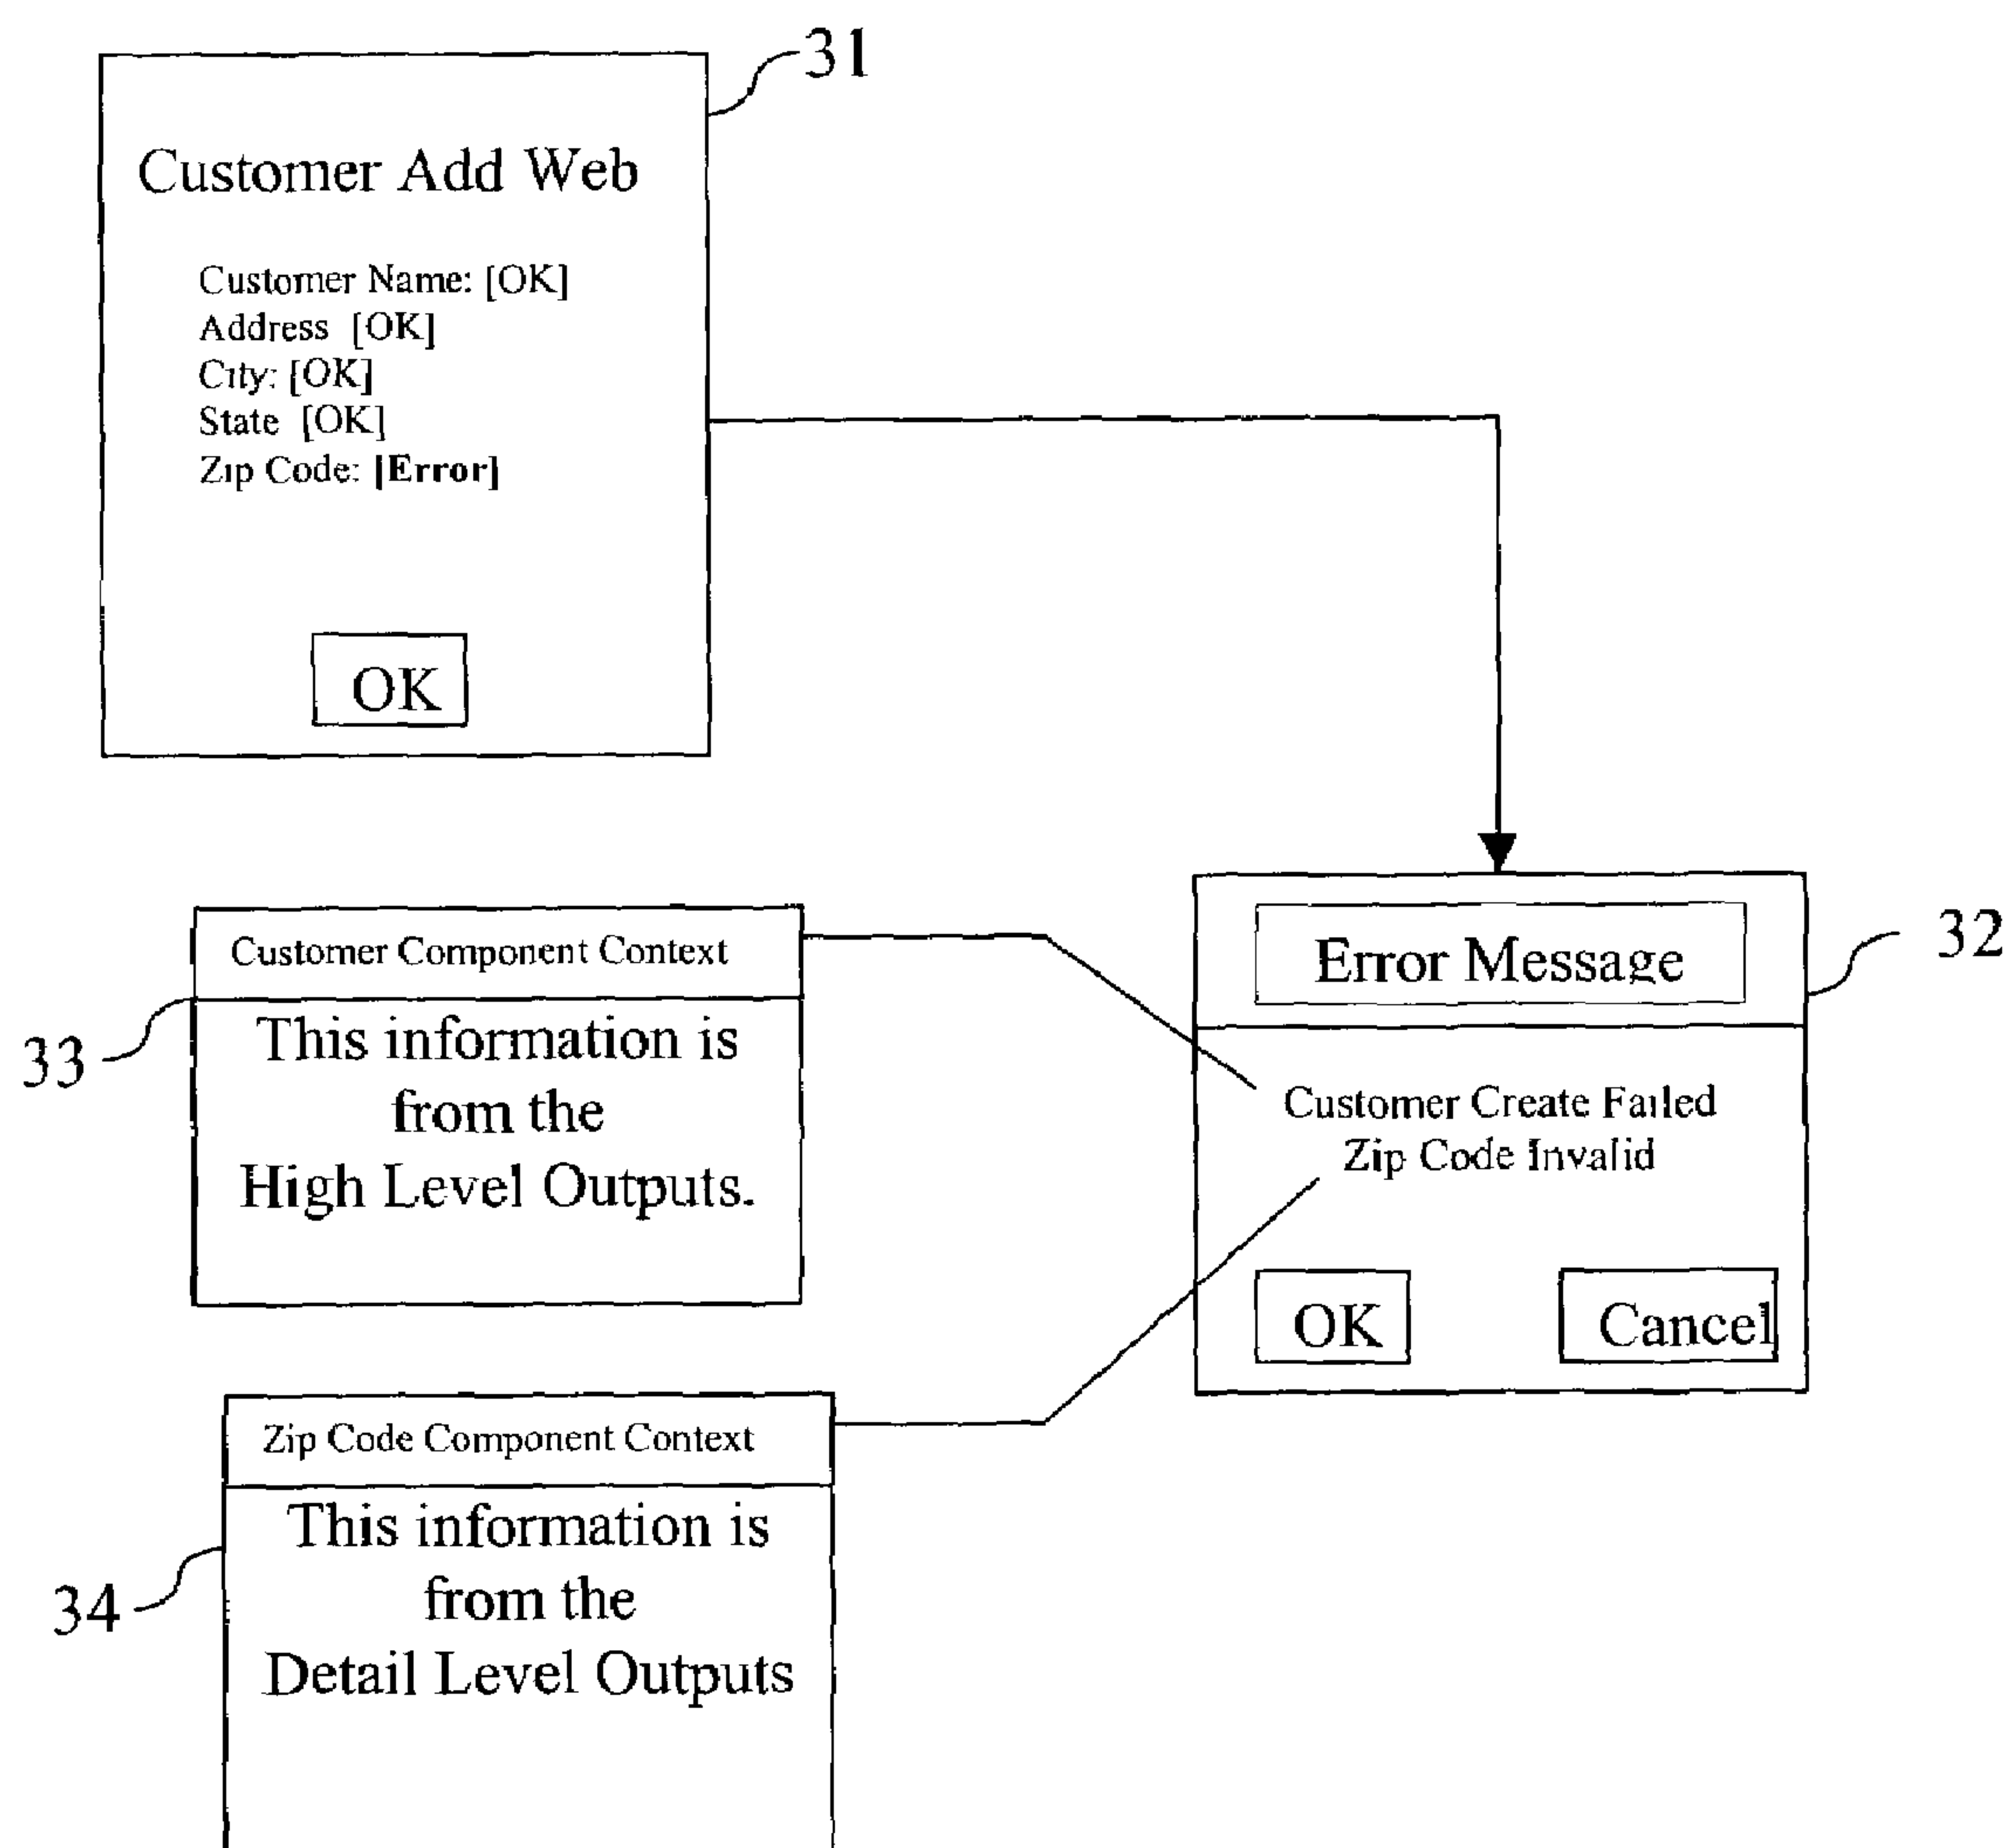 31
Customer Add Web
Customer Name: [OK]
Address [OK]
City: [OK]
State [OK]
Zip Code: [Error]
OK
Error Message
32
Customer Create Failed
Zip Code Invalid
OK
Cancel
Customer Component Context
33
This information is
from the
High Level Outputs.
Zip Code Component Context
34
This information is
from the
Detail Level Outputs